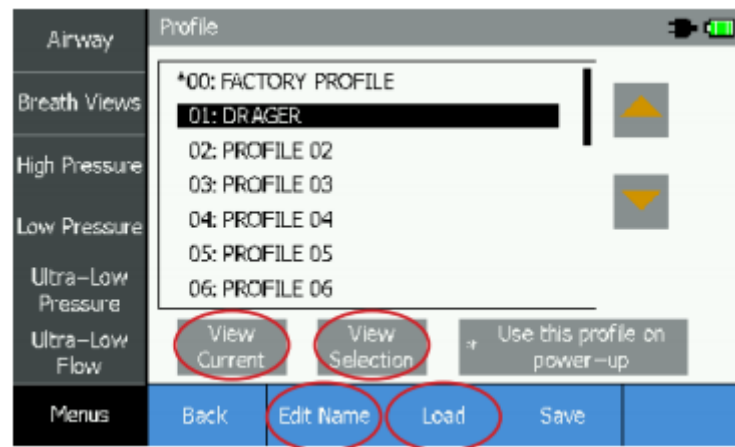 Airway
Breath Views
High Pressure
Low Pressure
Ultra-Low
Pressure
Ultra-Low
Flow
Menus
Profile
*00: FACTORY PROFILE
01: DRAGER
02: PROFILE 02
03: PROFILE 03
04: PROFILE 04
05: PROFILE 05
06: PROFILE 06
View
Current
View
Selection
* Use this profile on
power-up
Back
Edit Name
Load
Save